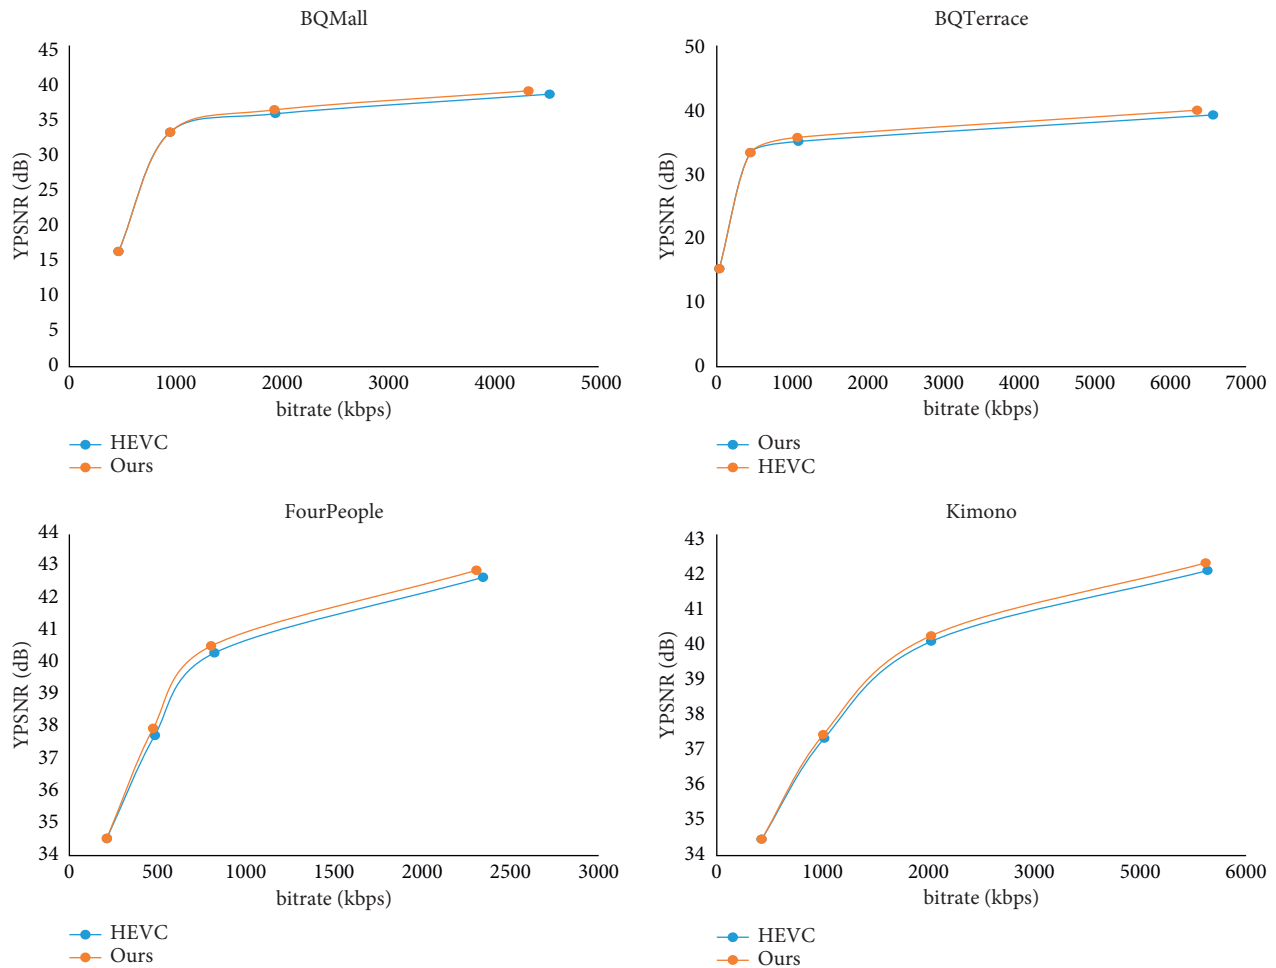 BQMall
YPSNR (dB)
45
40
35
30
25
20
15
10
5
0
0 1000 2000 3000 4000 5000
bitrate (kbps)
HEVC
Ours
BQTerrace
YPSNR (dB)
50
40
30
20
10
0
0 1000 2000 3000 4000 5000 6000 7000
bitrate (kbps)
Ours
HEVC
FourPeople
YPSNR (dB)
44
43
42
41
40
39
38
37
36
35
34
0 500 1000 1500 2000 2500 3000
bitrate (kbps)
HEVC
Ours
Kimono
YPSNR (dB)
43
42
41
40
39
38
37
36
35
34
0 1000 2000 3000 4000 5000 6000
bitrate (kbps)
HEVC
Ours